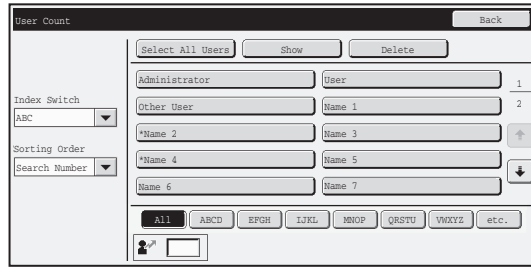 User Count Back
Select All Users Show Delete
Administrator User 1
Index Switch Other User Name 1 2
ABC
*Name 2 Name 3
Sorting Order
Search Number *Name 4 Name 5
Name 6 Name 7
All ABCD EFGH IJKL MNOP QRSTU VWXYZ etc.